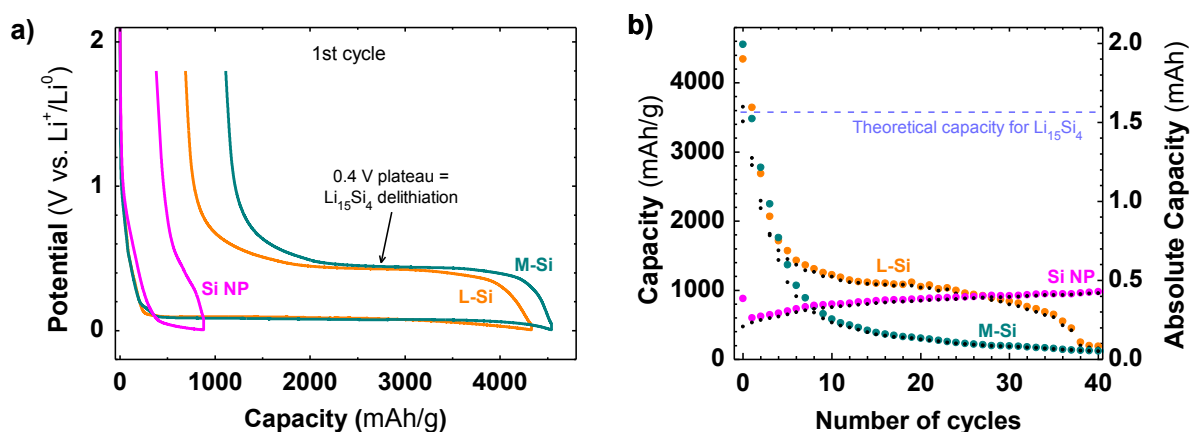 a)
2
1
0
Potential (V vs. Li⁺/Li⁰)
1st cycle
0.4 V plateau =
Li₁₅Si₄ delithiation
Si NP
L-Si
M-Si
0 1000 2000 3000 4000
Capacity (mAh/g)
b)
4000
3000
2000
1000
0
Capacity (mAh/g)
Theoretical capacity for Li₁₅Si₄
L-Si
Si NP
M-Si
2.0
1.5
1.0
0.5
0.0
Absolute Capacity (mAh)
0 10 20 30 40
Number of cycles